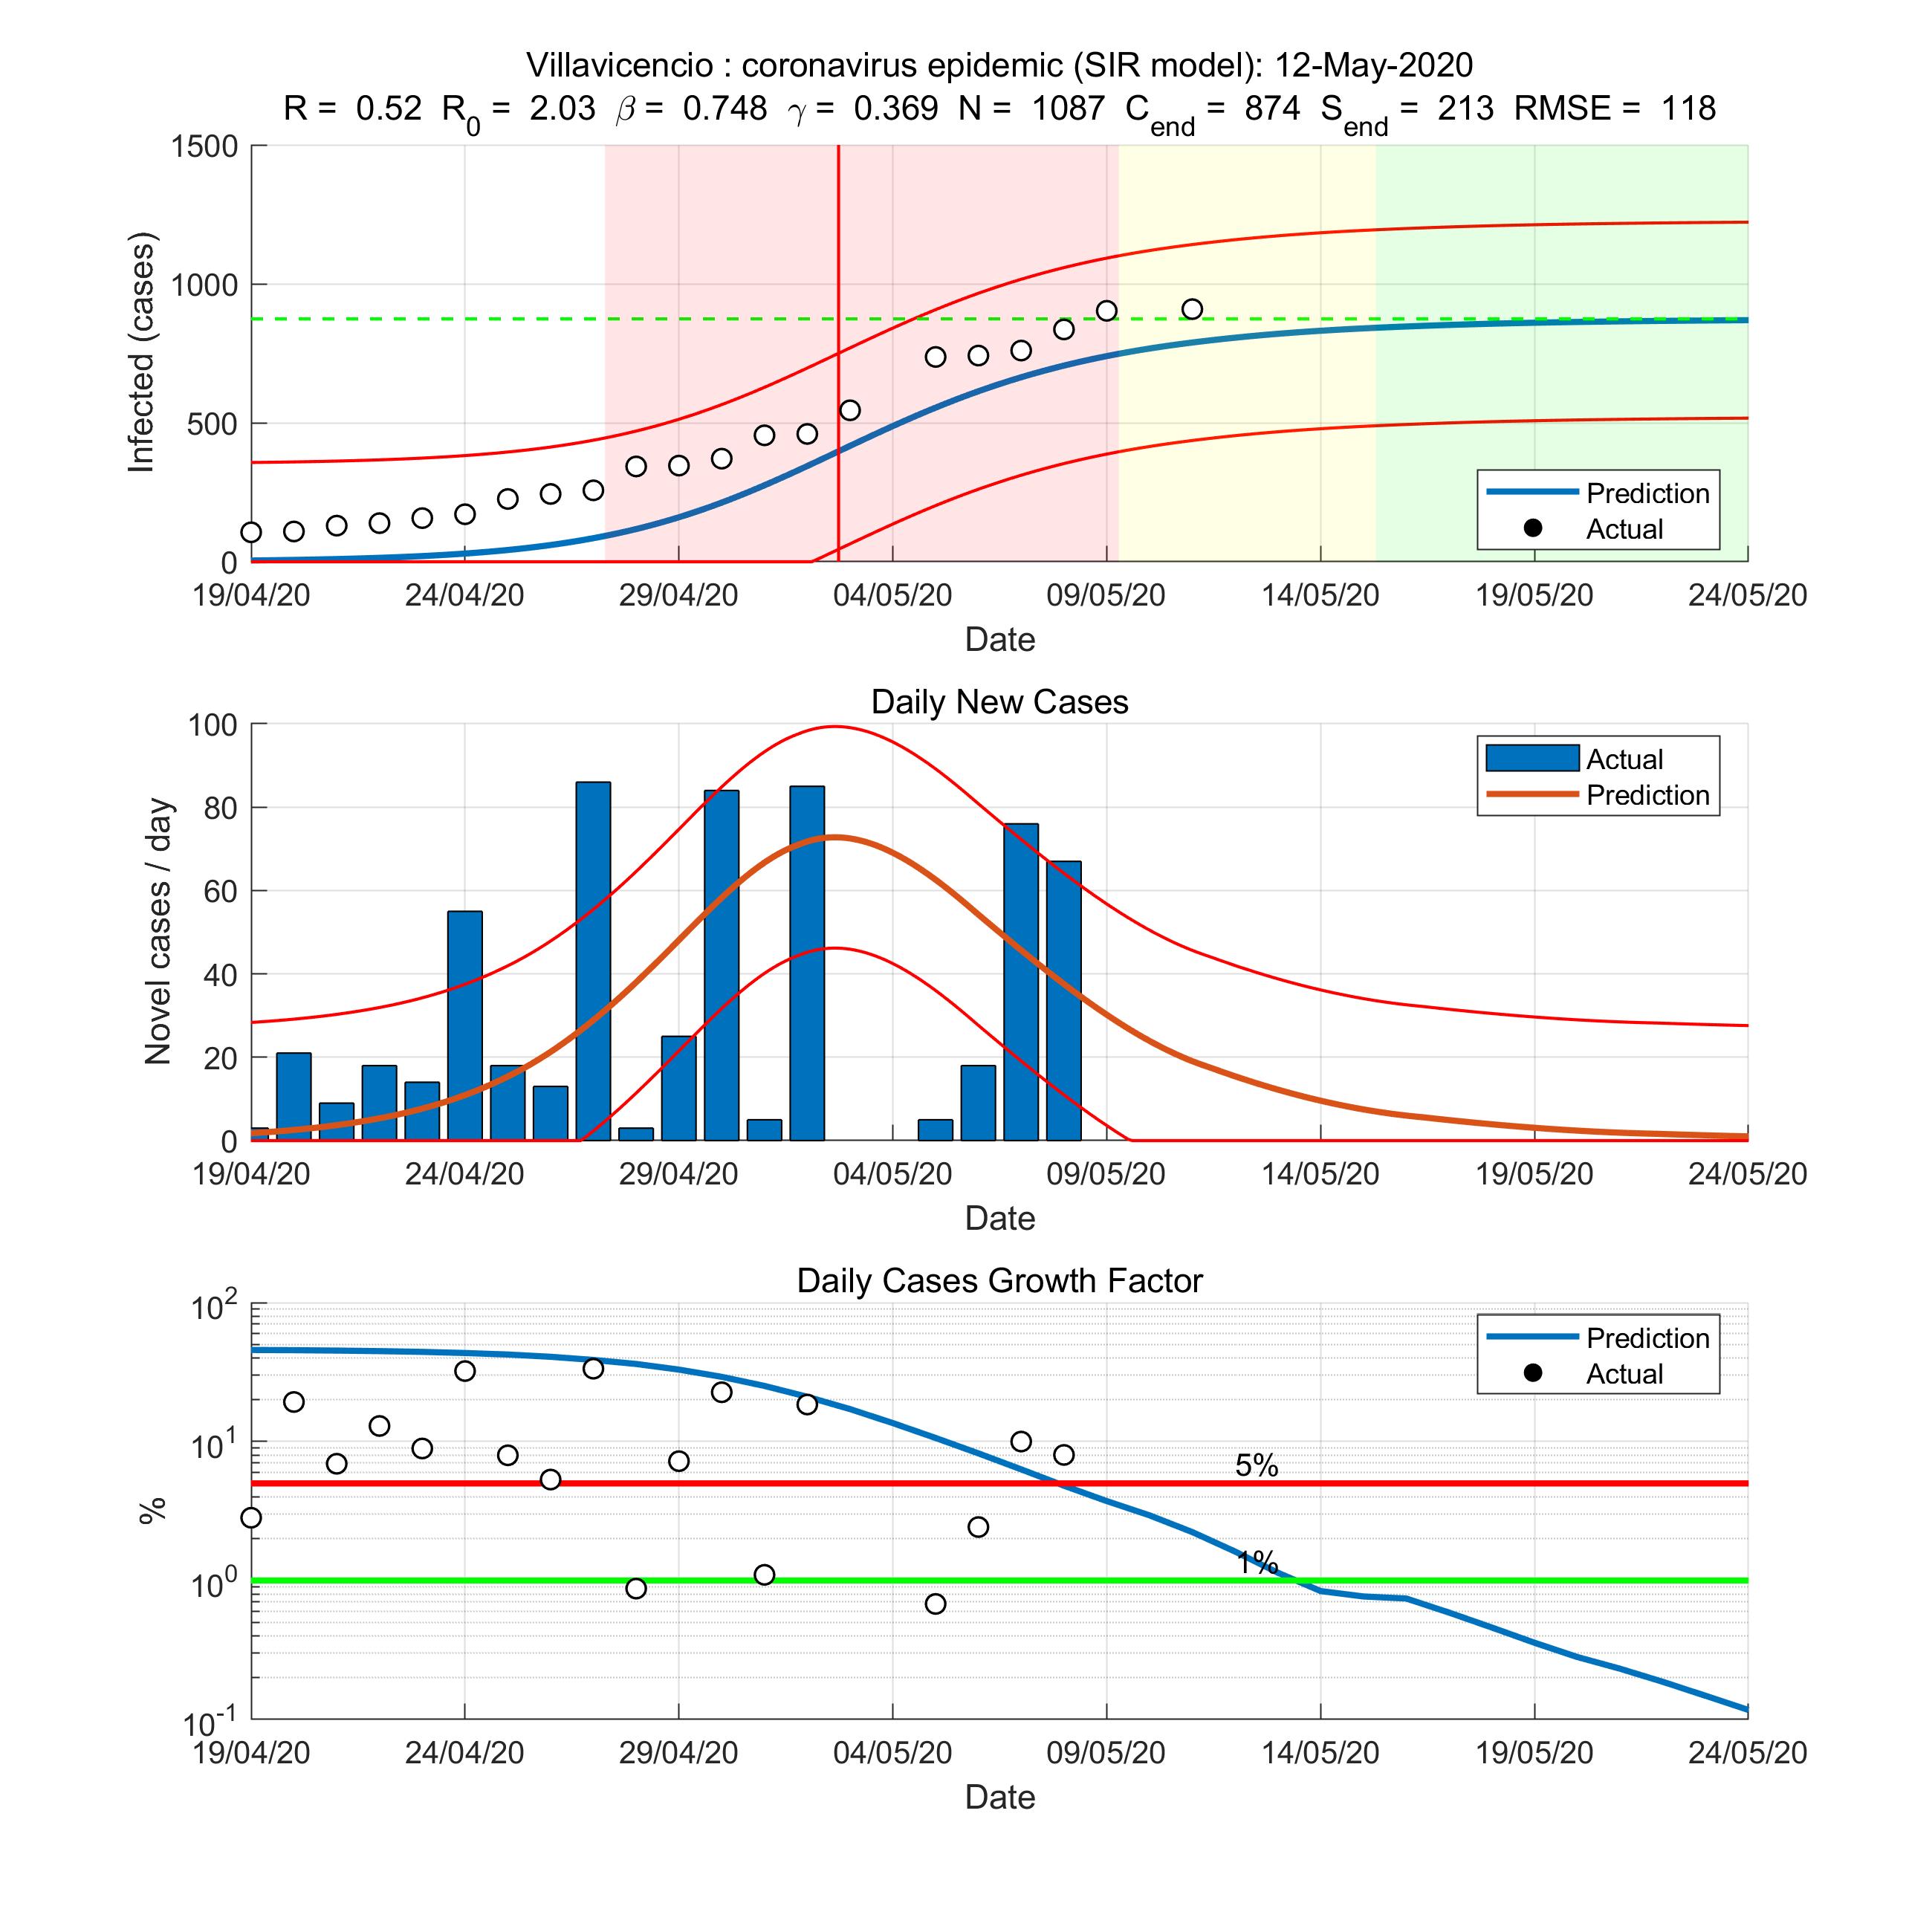 Villavicencio : coronavirus epidemic (SIR model): 12-May-2020
R = 0.52 R0 = 2.03 β = 0.748 γ = 0.369 N = 1087 Cend = 874 Send = 213 RMSE = 118
1500
1000
500
0
Infected (cases)
Prediction
Actual
19/04/20 24/04/20 29/04/20 04/05/20 09/05/20 14/05/20 19/05/20 24/05/20
Date
Daily New Cases
100
80
60
40
20
0
Novel cases / day
Actual
Prediction
19/04/20 24/04/20 29/04/20 04/05/20 09/05/20 14/05/20 19/05/20 24/05/20
Date
Daily Cases Growth Factor
10^2
10^1
10^0
10^-1
%
Prediction
Actual
5%
1%
19/04/20 24/04/20 29/04/20 04/05/20 09/05/20 14/05/20 19/05/20 24/05/20
Date